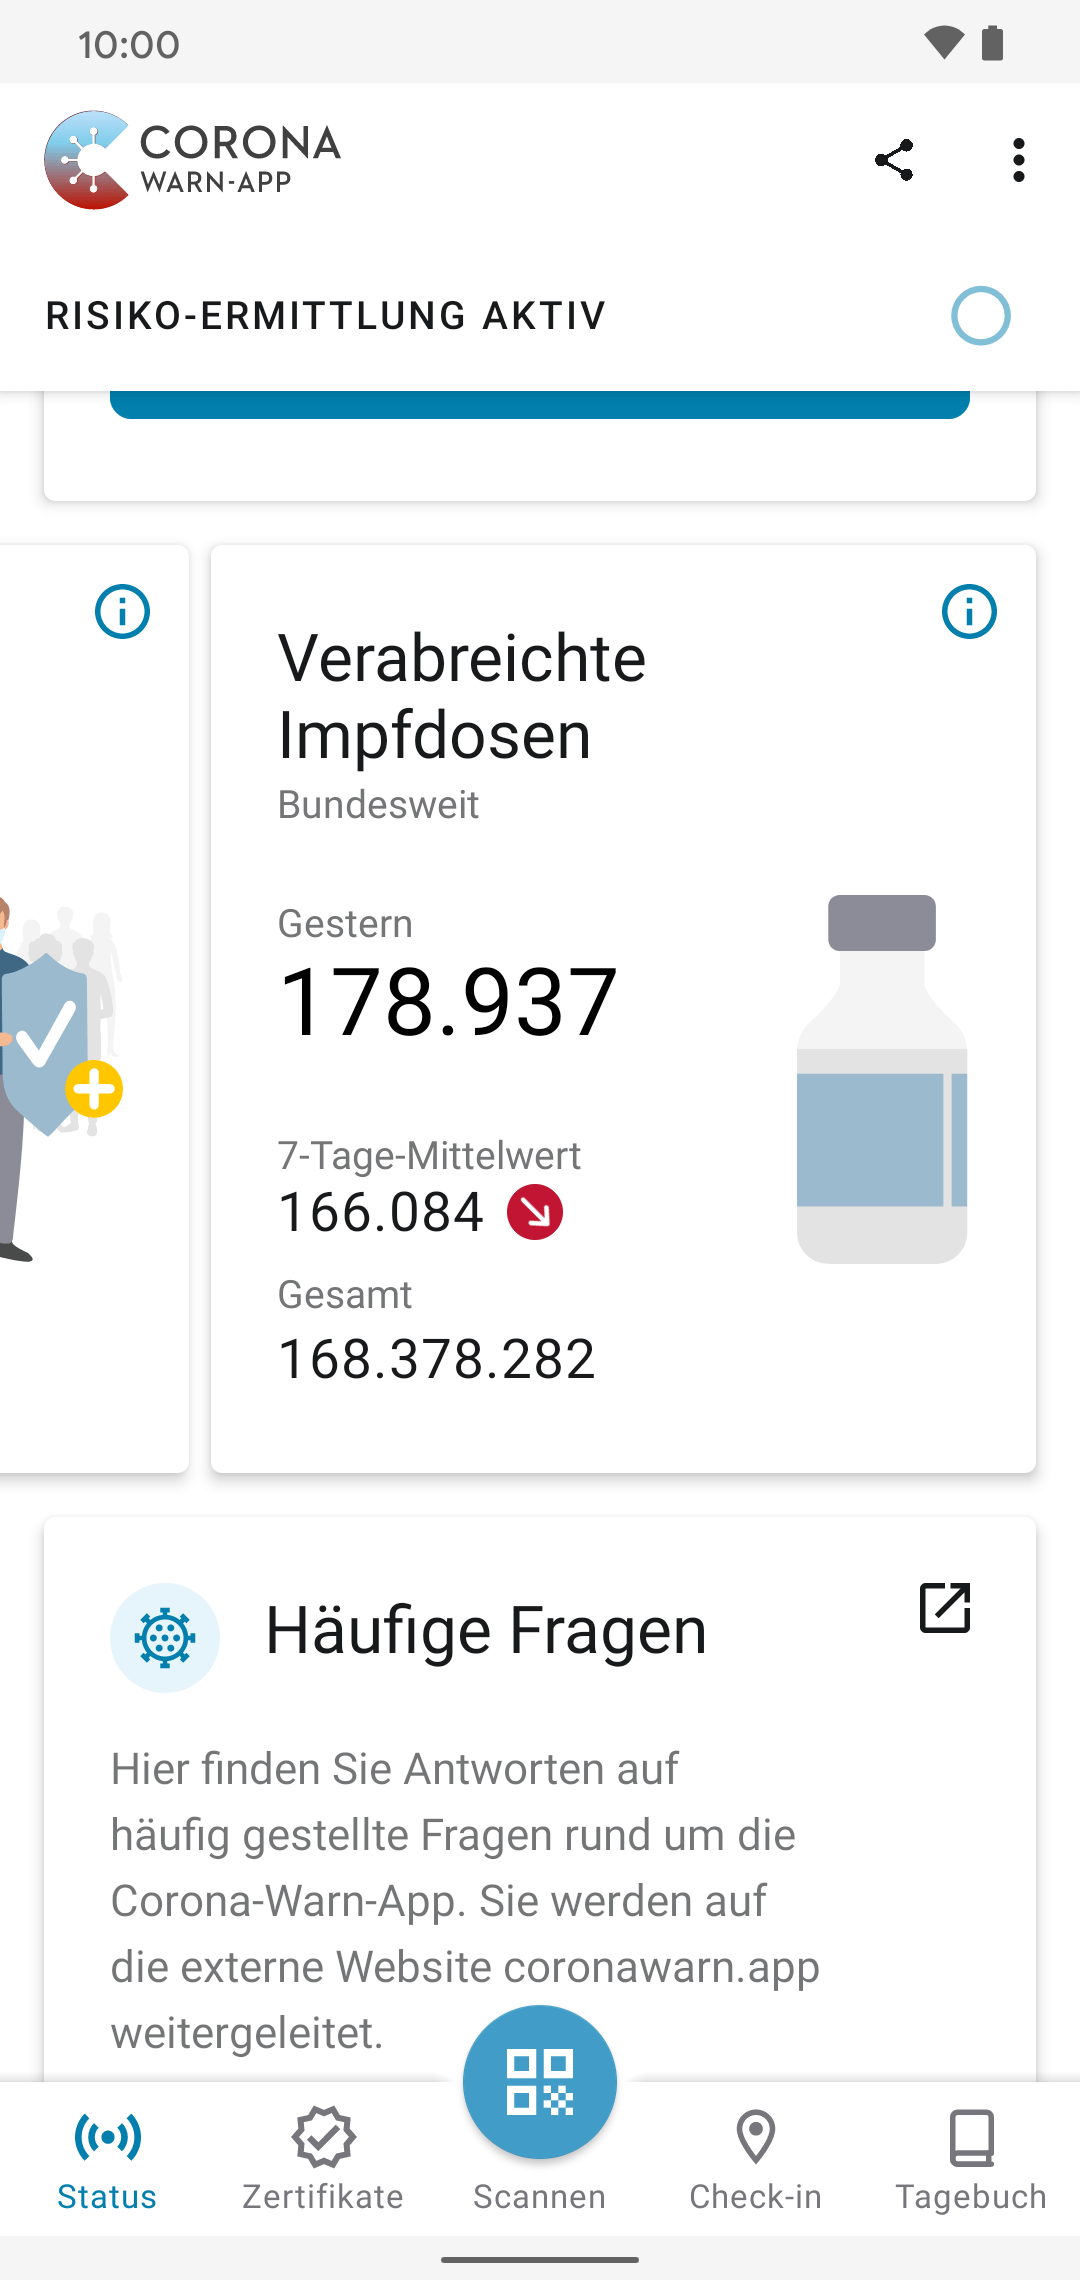 10:00
CORONA
WARN-APP
RISIKO-ERMITTLUNG AKTIV
Verabreichte
Impfdosen
Bundesweit
Gestern
178.937
7-Tage-Mittelwert
166.084
Gesamt
168.378.282
Häufige Fragen
Hier finden Sie Antworten auf
häufig gestellte Fragen rund um die
Corona-Warn-App. Sie werden auf
die externe Website coronawarn.app
weitergeleitet.
Status
Zertifikate
Scannen
Check-in
Tagebuch